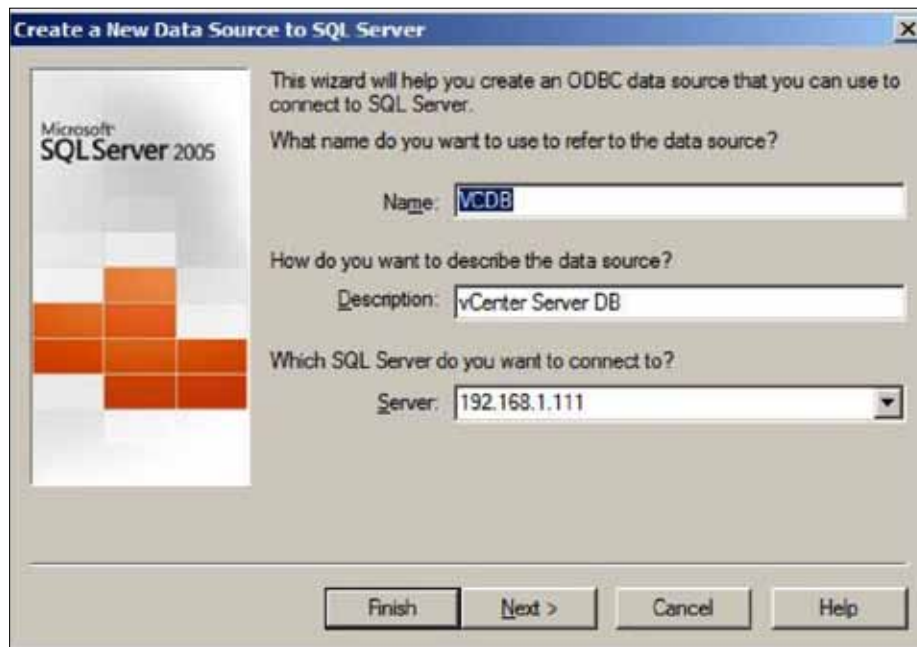 Create a New Data Source to SQL Server
Microsoft
SQL Server 2005
This wizard will help you create an ODBC data source that you can use to
connect to SQL Server.
What name do you want to use to refer to the data source?
Name: VCDB
How do you want to describe the data source?
Description: vCenter Server DB
Which SQL Server do you want to connect to?
Server: 192.168.1.111
Finish
Next >
Cancel
Help